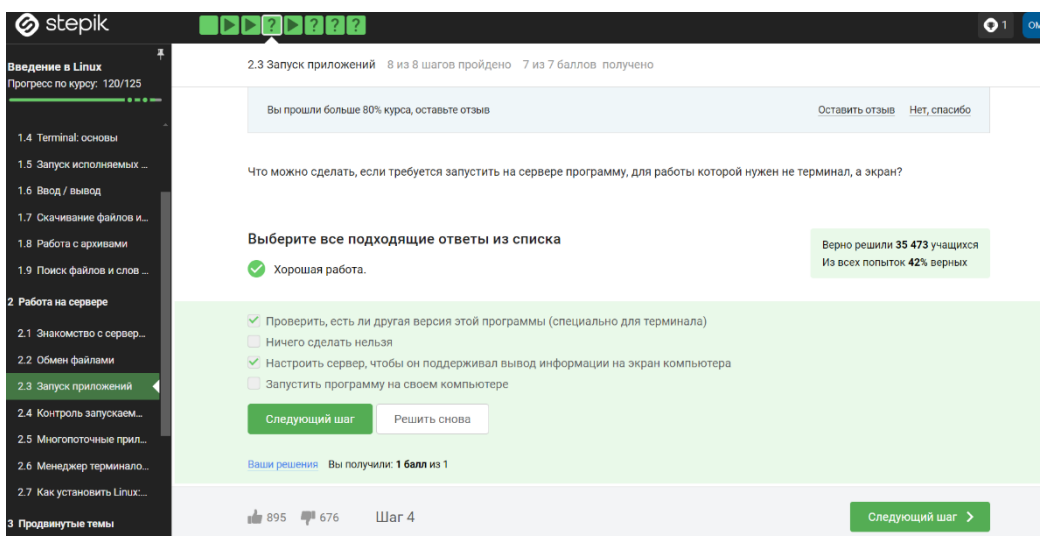 stepik
1
ОМ
Введение в Linux
Прогресс по курсу: 120/125
1.4 Terminal: основы
1.5 Запуск исполняемых ...
1.6 Ввод / вывод
1.7 Скачивание файлов и...
1.8 Работа с архивами
1.9 Поиск файлов и слов ...
2 Работа на сервере
2.1 Знакомство с сервер...
2.2 Обмен файлами
2.3 Запуск приложений
2.4 Контроль запускаем...
2.5 Многопоточные прил...
2.6 Менеджер терминало...
2.7 Как установить Linux:...
3 Продвинутые темы
2.3 Запуск приложений 8 из 8 шагов пройдено 7 из 7 баллов получено
Вы прошли больше 80% курса, оставьте отзыв Оставить отзыв Нет, спасибо
Что можно сделать, если требуется запустить на сервере программу, для работы которой нужен не терминал, а экран?
Выберите все подходящие ответы из списка
Хорошая работа.
Верно решили 35 473 учащихся
Из всех попыток 42% верных
Проверить, есть ли другая версия этой программы (специально для терминала)
Ничего сделать нельзя
Настроить сервер, чтобы он поддерживал вывод информации на экран компьютера
Запустить программу на своем компьютере
Следующий шаг Решить снова
Ваши решения Вы получили: 1 балл из 1
895 676 Шаг 4 Следующий шаг